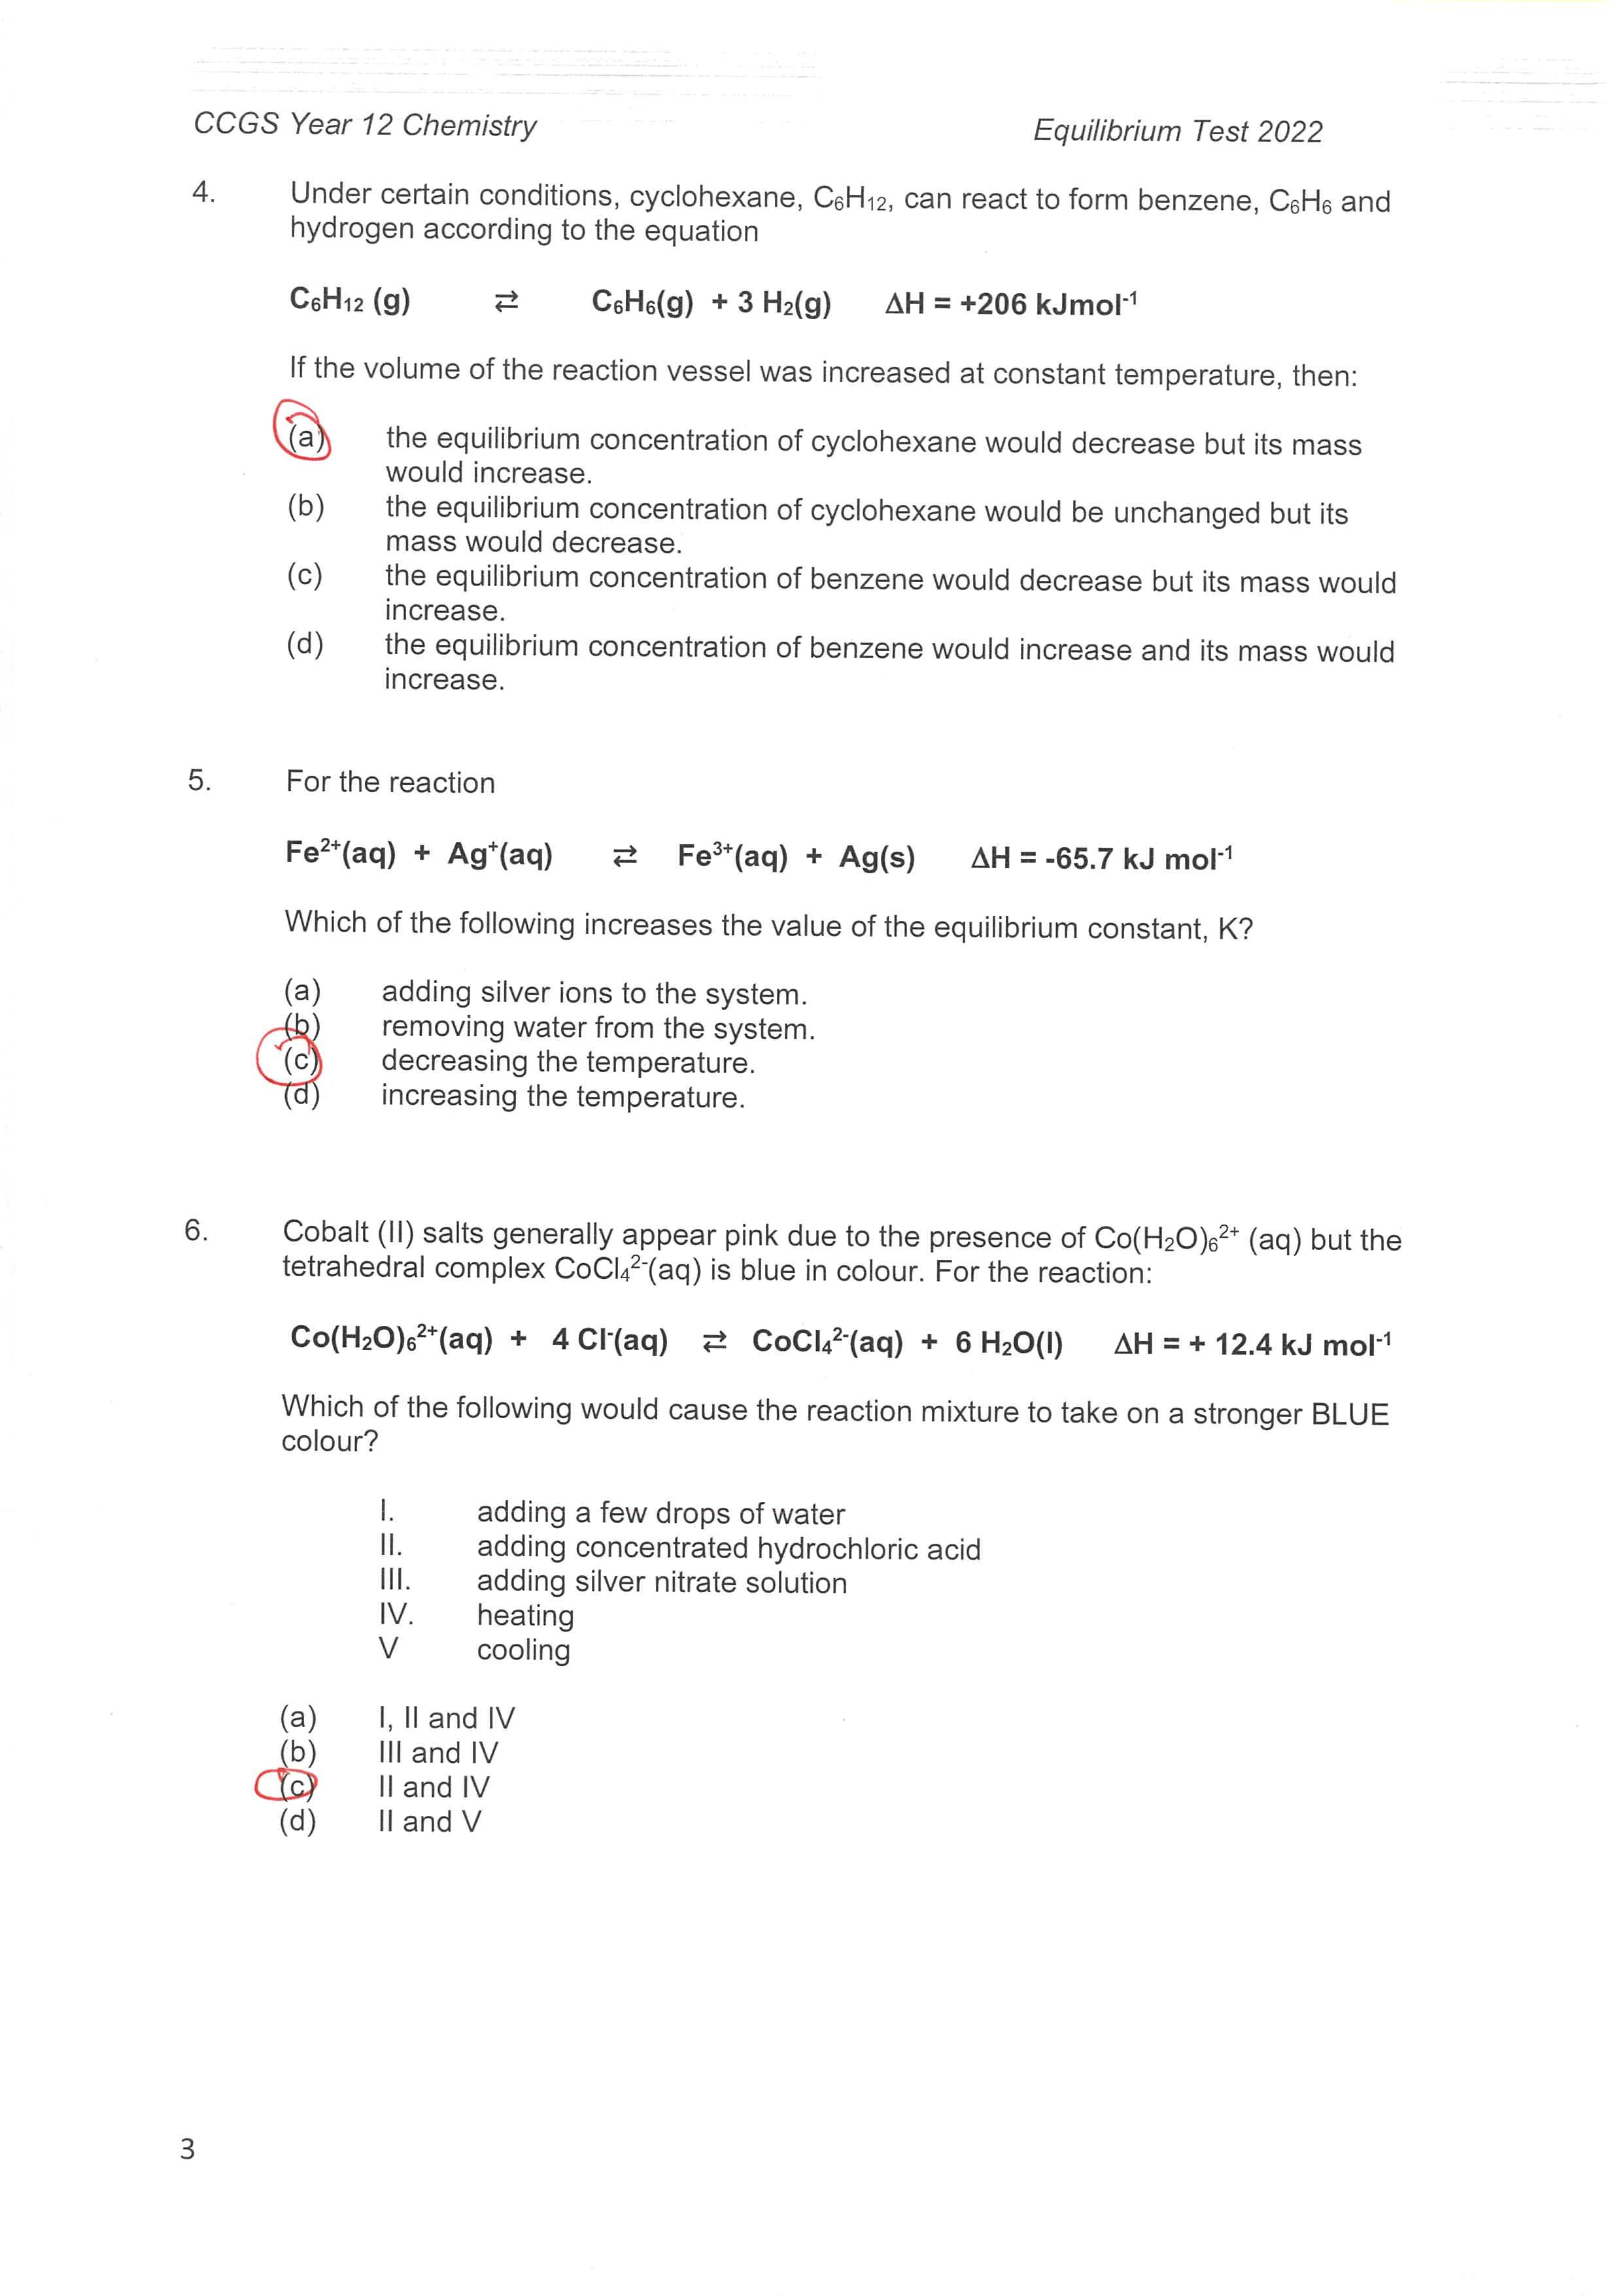 CCGS Year 12 Chemistry Equilibrium Test 2022
4. Under certain conditions, cyclohexane, C₆H₁₂, can react to form benzene, C₆H₆ and
hydrogen according to the equation
C₆H₁₂ (g) ⇄ C₆H₆(g) + 3 H₂(g) ΔH = +206 kJmol⁻¹
If the volume of the reaction vessel was increased at constant temperature, then:
(a) the equilibrium concentration of cyclohexane would decrease but its mass
would increase.
(b) the equilibrium concentration of cyclohexane would be unchanged but its
mass would decrease.
(c) the equilibrium concentration of benzene would decrease but its mass would
increase.
(d) the equilibrium concentration of benzene would increase and its mass would
increase.
5. For the reaction
Fe²⁺(aq) + Ag⁺(aq) ⇄ Fe³⁺(aq) + Ag(s) ΔH = -65.7 kJ mol⁻¹
Which of the following increases the value of the equilibrium constant, K?
(a) adding silver ions to the system.
(b) removing water from the system.
(c) decreasing the temperature.
(d) increasing the temperature.
6. Cobalt (II) salts generally appear pink due to the presence of Co(H₂O)₆²⁺ (aq) but the
tetrahedral complex CoCl₄²⁻(aq) is blue in colour. For the reaction:
Co(H₂O)₆²⁺(aq) + 4 Cl⁻(aq) ⇄ CoCl₄²⁻(aq) + 6 H₂O(l) ΔH = + 12.4 kJ mol⁻¹
Which of the following would cause the reaction mixture to take on a stronger BLUE
colour?
I. adding a few drops of water
II. adding concentrated hydrochloric acid
III. adding silver nitrate solution
IV. heating
V cooling
(a) I, II and IV
(b) III and IV
(c) II and IV
(d) II and V
3